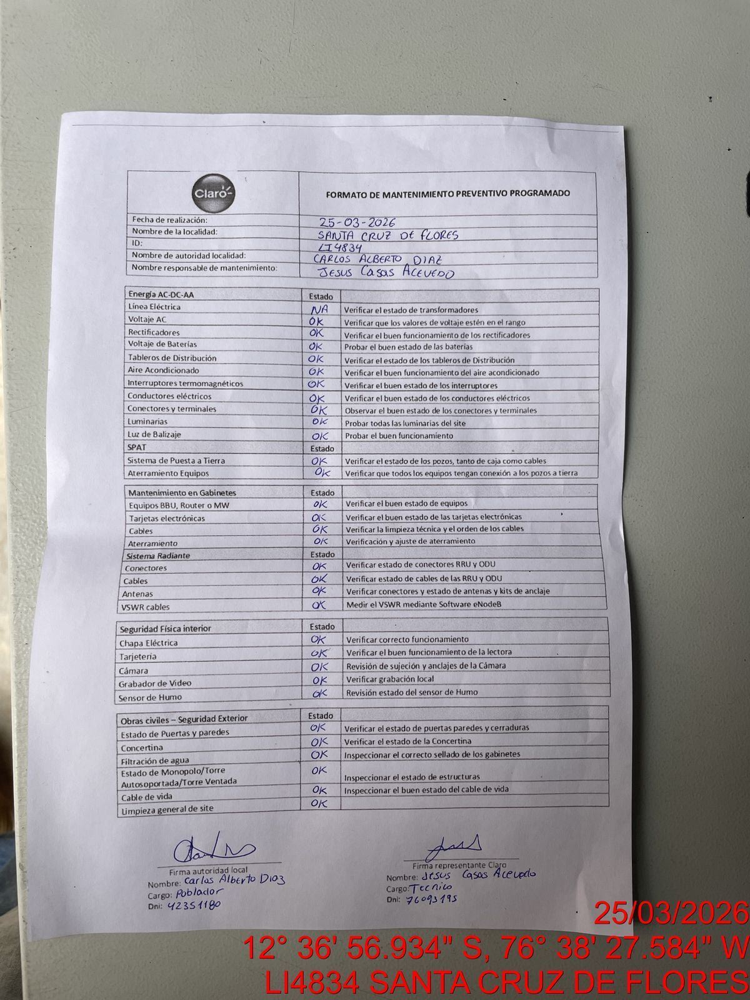 Claro
FORMATO DE MANTENIMIENTO PREVENTIVO PROGRAMADO
Fecha de realización: 25-03-2026
Nombre de la localidad: SANTA CRUZ DE FLORES
ID: LI4834
Nombre de autoridad localidad: CARLOS ALBERTO DIAZ
Nombre responsable de mantenimiento: JESUS Casas ACEVEDO
Energía AC-DC-AA Estado
Línea Eléctrica NA Verificar el estado de transformadores
Voltaje AC OK Verificar que los valores de voltaje estén en el rango
Rectificadores OK Verificar el buen funcionamiento de los rectificadores
Voltaje de Baterías OK Probar el buen estado de las baterías
Tableros de Distribución OK Verificar el estado de los tableros de Distribución
Aire Acondicionado OK Verificar el buen funcionamiento del aire acondicionado
Interruptores termomagnéticos OK Verificar el buen estado de los interruptores
Conductores eléctricos OK Verificar el buen estado de los conductores eléctricos
Conectores y terminales OK Observar el buen estado de los conectores y terminales
Luminarias OK Probar todas las luminarias del site
Luz de Balizaje OK Probar el buen funcionamiento
SPAT Estado
Sistema de Puesta a Tierra OK Verificar el estado de los pozos, tanto de caja como cables
Aterramiento Equipos OK Verificar que todos los equipos tengan conexión a los pozos a tierra
Mantenimiento en Gabinetes Estado
Equipos BBU, Router o MW OK Verificar el buen estado de equipos
Tarjetas electrónicas OK Verificar el buen estado de las tarjetas electrónicas
Cables OK Verificar la limpieza técnica y el orden de los cables
Aterramiento OK Verificación y ajuste de aterramiento
Sistema Radiante Estado
Conectores OK Verificar estado de conectores RRU y ODU
Cables OK Verificar estado de cables de las RRU y ODU
Antenas OK Verificar conectores y estado de antenas y kits de anclaje
VSWR cables OK Medir el VSWR mediante Software eNodeB
Seguridad Física interior Estado
Chapa Eléctrica OK Verificar correcto funcionamiento
Tarjetería OK Verificar el buen funcionamiento de la lectora
Cámara OK Revisión de sujeción y anclajes de la Cámara
Grabador de Video OK Verificar grabación local
Sensor de Humo OK Revisión estado del sensor de Humo
Obras civiles – Seguridad Exterior Estado
Estado de Puertas y paredes OK Verificar el estado de puertas paredes y cerraduras
Concertina OK Verificar el estado de la Concertina
Filtración de agua OK Inspeccionar el correcto sellado de los gabinetes
Estado de Monopolo/Torre OK
Autosoportada/Torre Ventada Inspeccionar el estado de estructuras
Cable de vida OK Inspeccionar el buen estado del cable de vida
Limpieza general de site OK
Firma autoridad local
Nombre: Carlos Alberto Diaz
Cargo: Poblador
Dni: 42351180
Firma representante Claro
Nombre: Jesus Casas Acevedo
Cargo: Tecnico
Dni: 76093195
25/03/2026
12° 36' 56.934" S, 76° 38' 27.584" W
LI4834 SANTA CRUZ DE FLORES